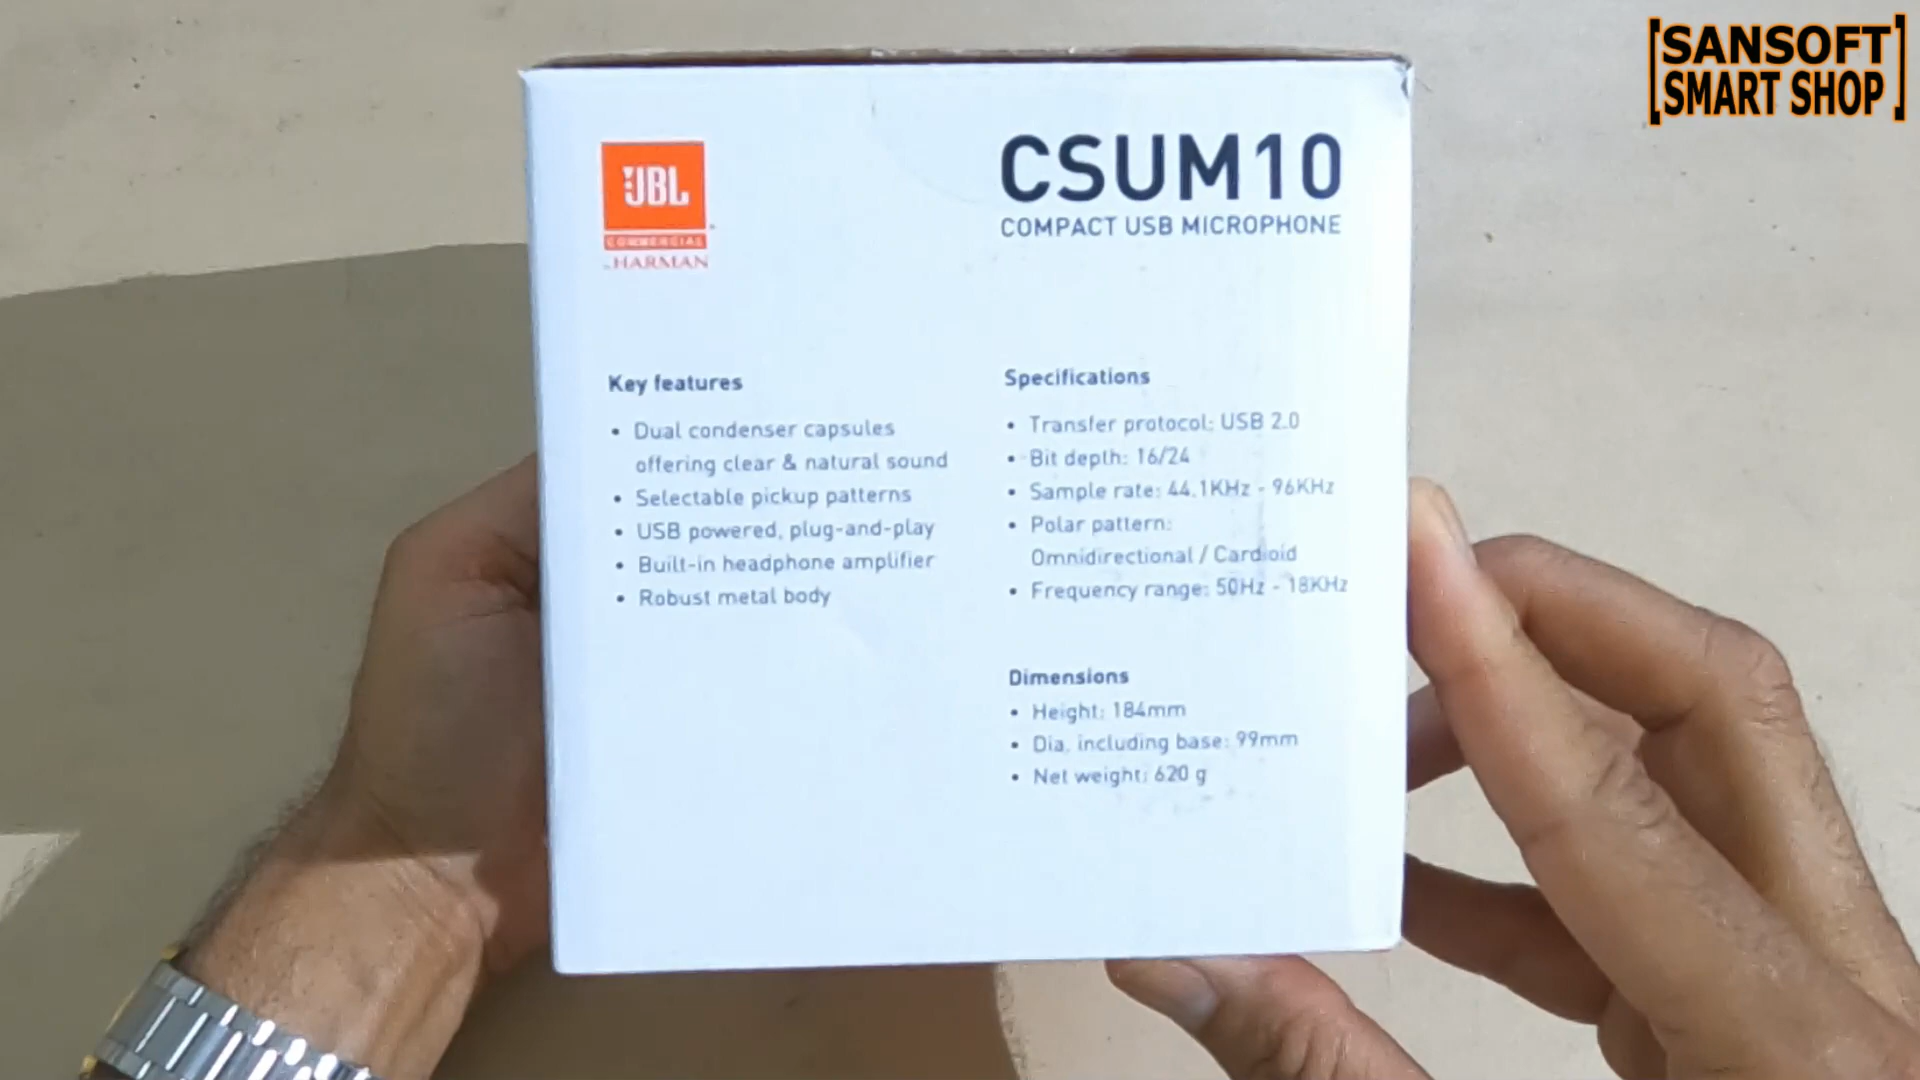 [SANSOFT
SMART SHOP]
JBL
COMMERCIAL
by HARMAN
CSUM10
COMPACT USB MICROPHONE
Key features
• Dual condenser capsules
offering clear & natural sound
• Selectable pickup patterns
• USB powered, plug-and-play
• Built-in headphone amplifier
• Robust metal body
Specifications
• Transfer protocol: USB 2.0
• Bit depth: 16/24
• Sample rate: 44.1KHz - 96KHz
• Polar pattern:
Omnidirectional / Cardioid
• Frequency range: 50Hz - 18KHz
Dimensions
• Height: 184mm
• Dia. including base: 99mm
• Net weight: 620 g